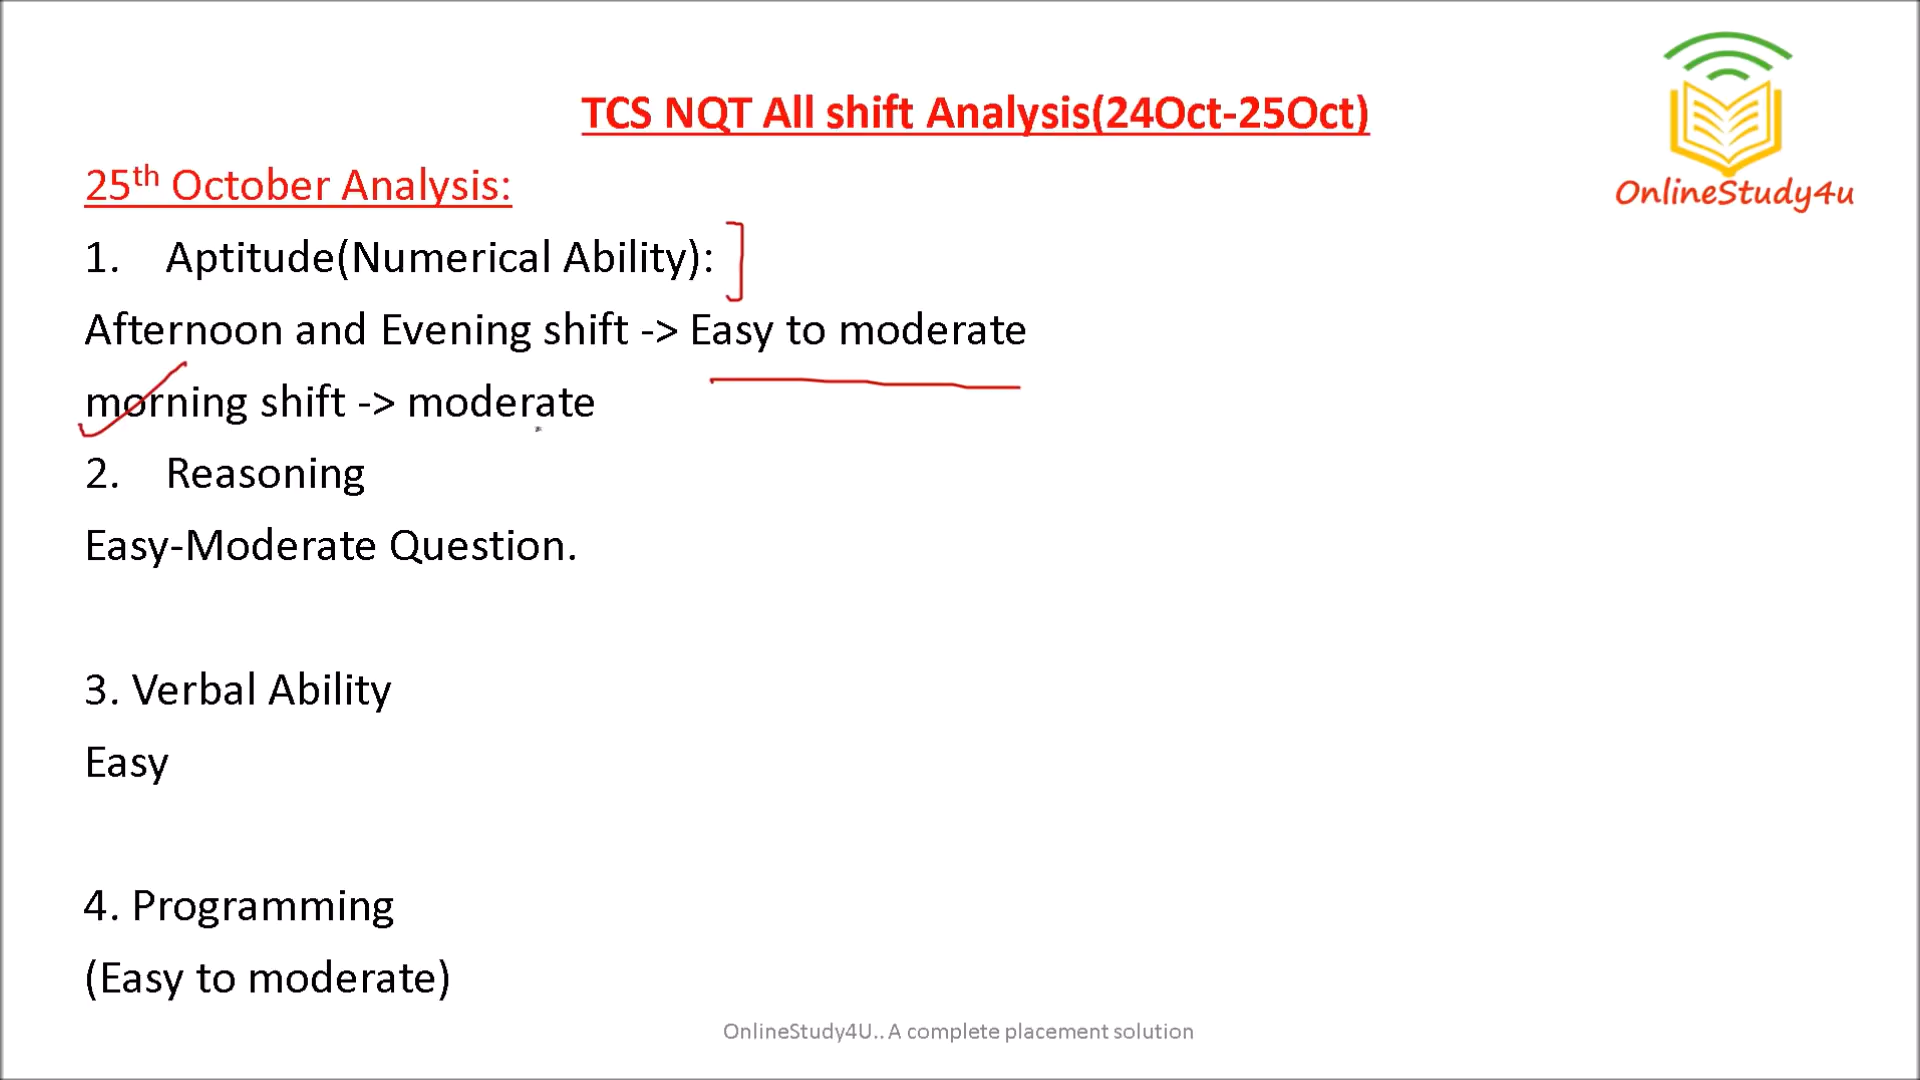 TCS NQT All shift Analysis(24Oct-25Oct)
OnlineStudy4u
25th October Analysis:
1. Aptitude(Numerical Ability):
Afternoon and Evening shift -> Easy to moderate
morning shift -> moderate
2. Reasoning
Easy-Moderate Question.
3. Verbal Ability
Easy
4. Programming
(Easy to moderate)
OnlineStudy4U.. A complete placement solution